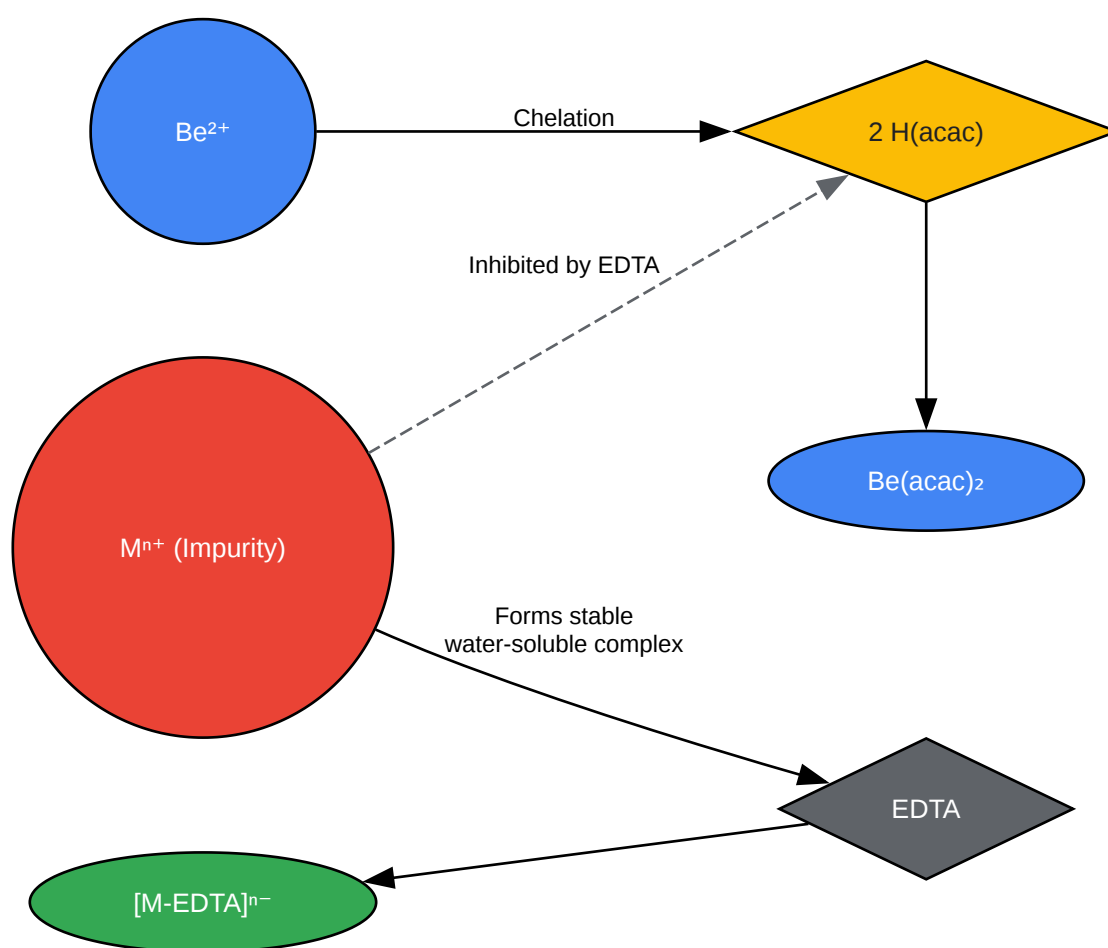 Be²⁺
Chelation
2 H(acac)
Inhibited by EDTA
Be(acac)₂
Mⁿ⁺ (Impurity)
Forms stable
water-soluble complex
EDTA
[M-EDTA]ⁿ⁻